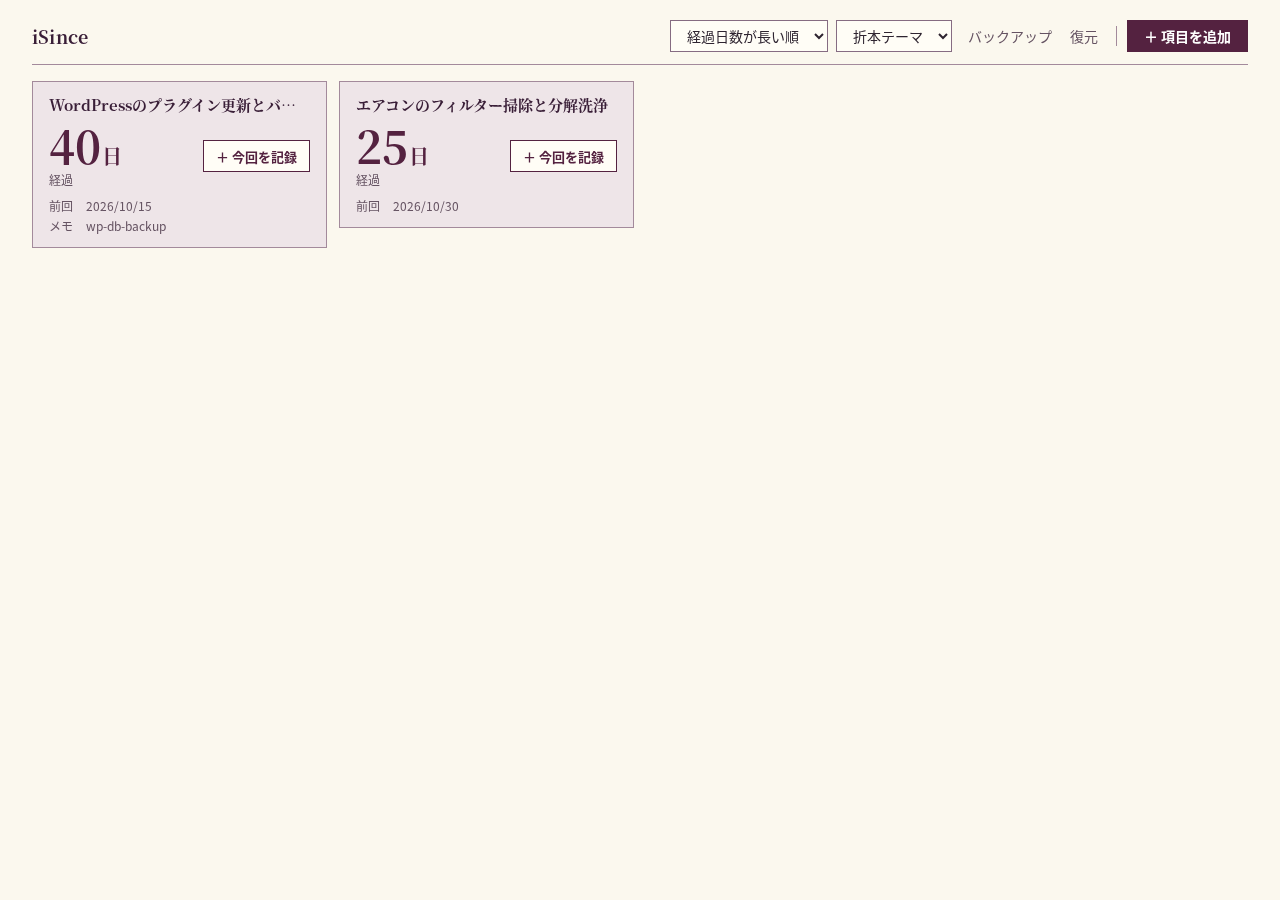 iSince
経過日数が長い順
折本テーマ
バックアップ
復元
＋ 項目を追加
WordPressのプラグイン更新とバ…
40日
＋ 今回を記録
経過
前回 2026/10/15
メモ wp-db-backup
エアコンのフィルター掃除と分解洗浄
25日
＋ 今回を記録
経過
前回 2026/10/30